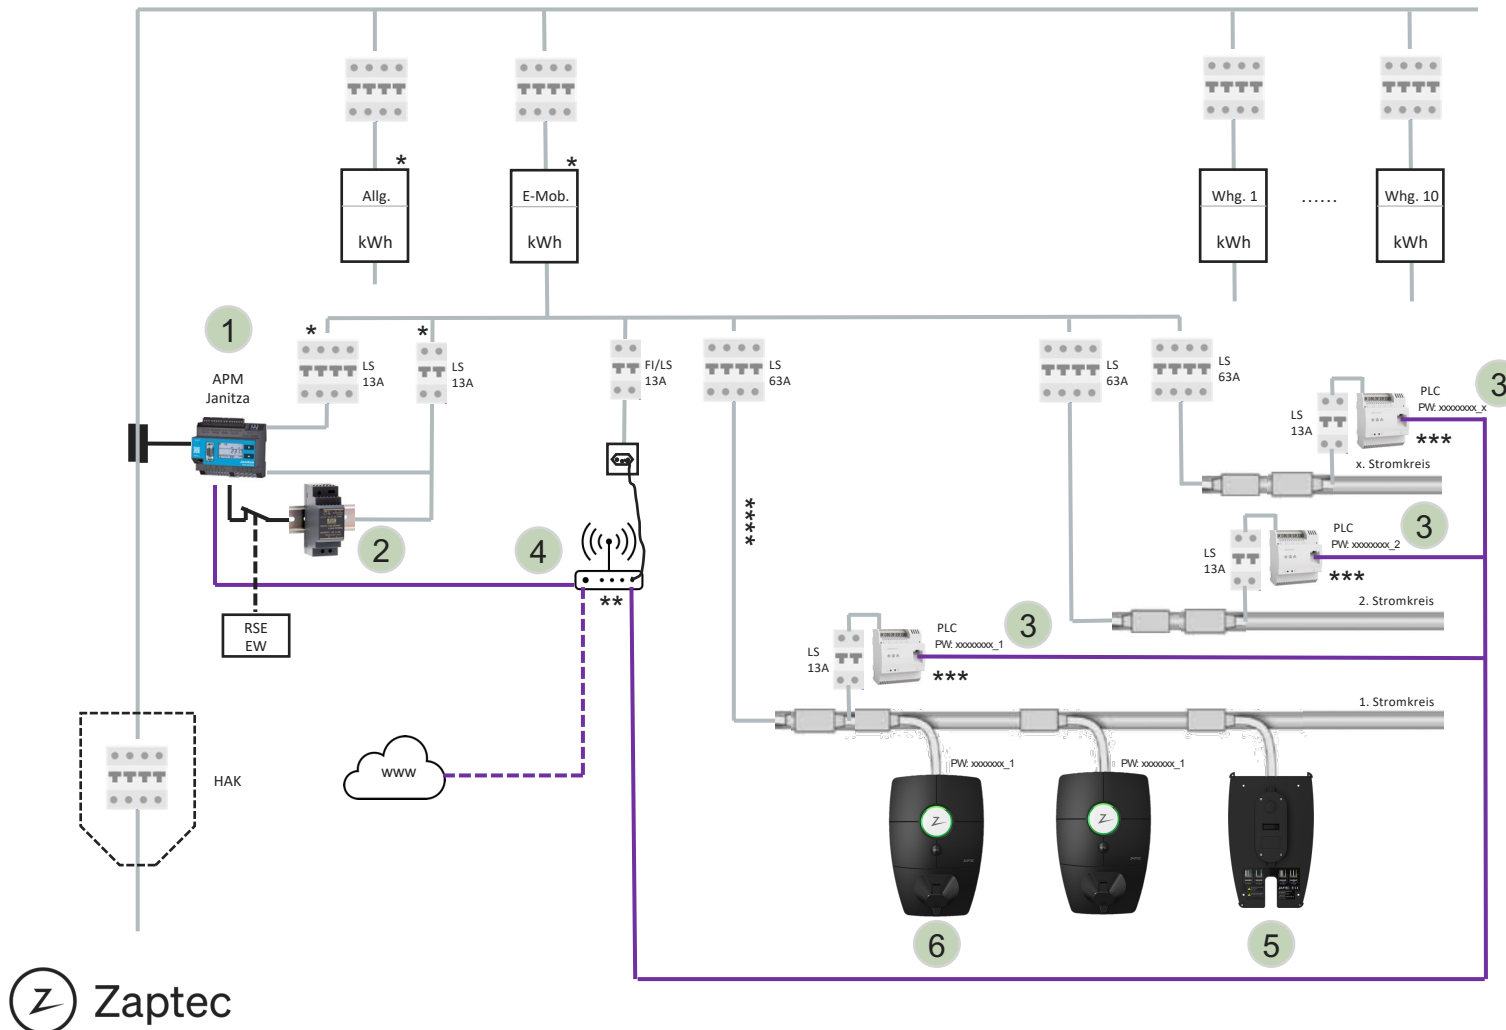 *
*
Allg.
kWh
E-Mob.
kWh
Whg. 1
kWh
......
Whg. 10
kWh
1
APM
Janitza
*
LS
13A
*
LS
13A
FI/LS
13A
LS
63A
LS
63A
LS
63A
3
PLC
PW: xxxxxxxx_x
LS
13A
***
x. Stromkreis
2
4
****
3
PLC
PW: xxxxxxxx_2
LS
13A
***
2. Stromkreis
**
RSE
EW
3
PLC
PW: xxxxxxxx_1
LS
13A
***
1. Stromkreis
HAK
www
PW: xxxxxxx_1
PW: xxxxxxx_1
6
5
Zaptec